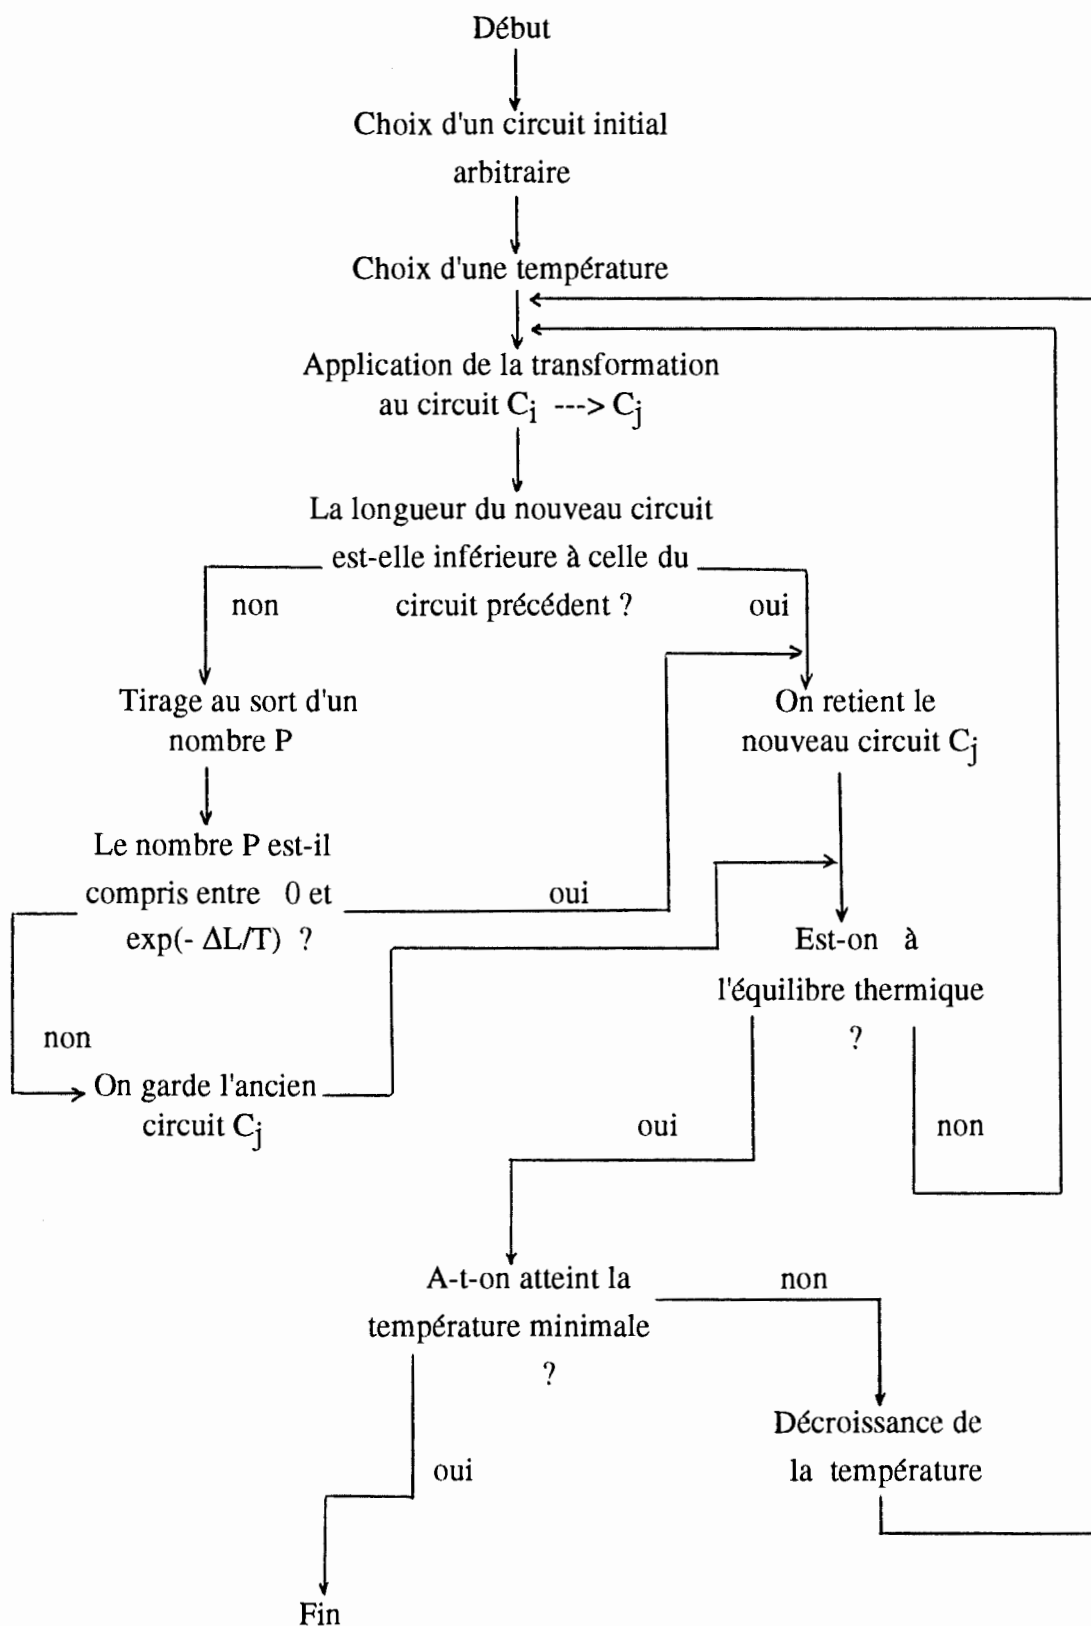 Début
Choix d'un circuit initial
arbitraire
Choix d'une température
Application de la transformation
au circuit Ci ---> Cj
La longueur du nouveau circuit
est-elle inférieure à celle du
circuit précédent ?
non
oui
Tirage au sort d'un
nombre P
On retient le
nouveau circuit Cj
Le nombre P est-il
compris entre 0 et
exp(- ΔL/T) ?
oui
non
Est-on à
l'équilibre thermique
?
On garde l'ancien
circuit Cj
oui
non
A-t-on atteint la
température minimale
?
non
oui
Décroissance de
la température
Fin